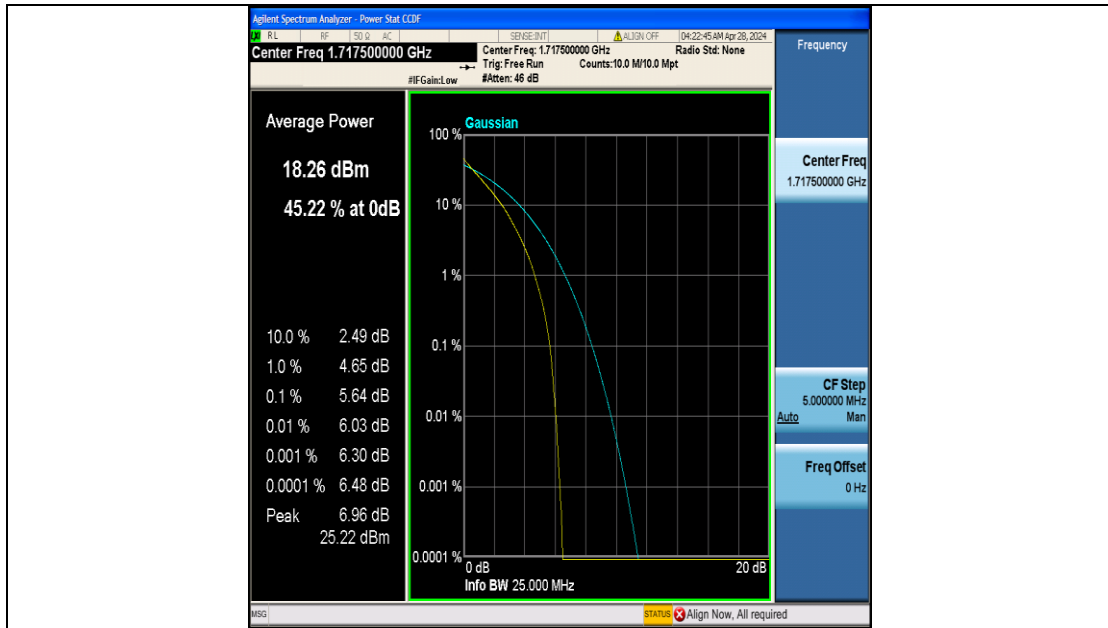 Agilent Spectrum Analyzer - Power Stat CCDF
RL RF 50 Ω AC SENSE:INT ALIGN OFF 04:22:45 AM Apr 28, 2024
Center Freq 1.717500000 GHz
Center Freq: 1.717500000 GHz Radio Std: None
Trig: Free Run Counts:10.0 M/10.0 Mpt
#IFGain:Low #Atten: 46 dB
Frequency
Average Power
18.26 dBm
45.22 % at 0dB
10.0 % 2.49 dB
1.0 % 4.65 dB
0.1 % 5.64 dB
0.01 % 6.03 dB
0.001 % 6.30 dB
0.0001 % 6.48 dB
Peak 6.96 dB
25.22 dBm
Gaussian
100 %
10 %
1 %
0.1 %
0.01 %
0.001 %
0.0001 %
0 dB 20 dB
Info BW 25.000 MHz
Center Freq
1.717500000 GHz
CF Step
5.000000 MHz
Auto Man
Freq Offset
0 Hz
MSG STATUS Align Now, All required